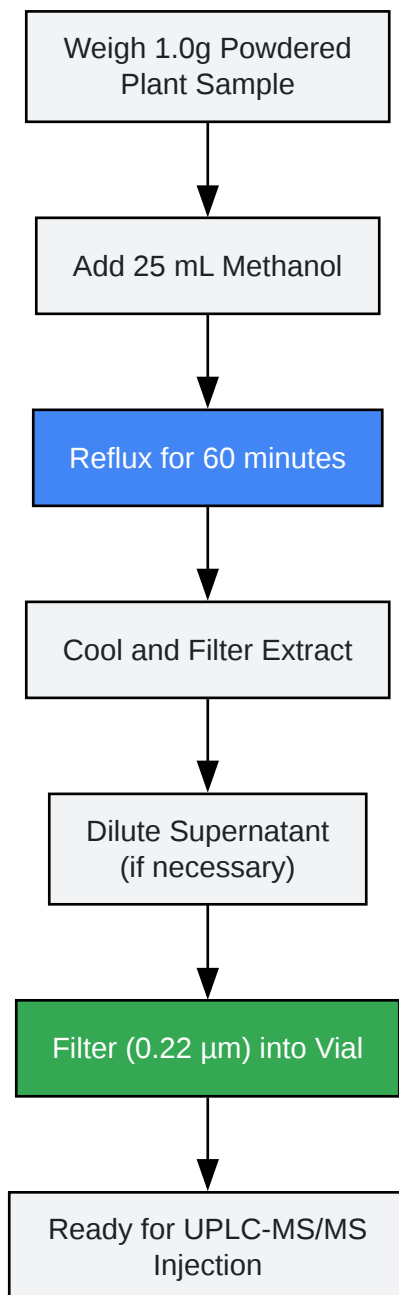 Weigh 1.0g Powdered
Plant Sample
Add 25 mL Methanol
Reflux for 60 minutes
Cool and Filter Extract
Dilute Supernatant
(if necessary)
Filter (0.22 µm) into Vial
Ready for UPLC-MS/MS
Injection